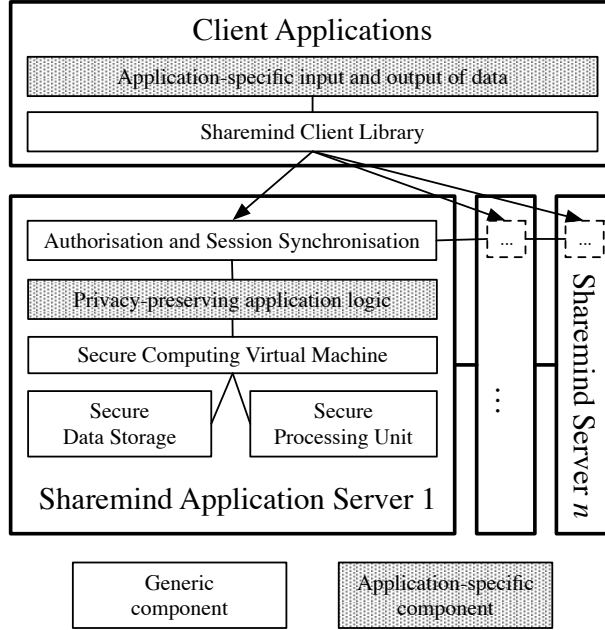 Client Applications
Application-specific input and output of data
Sharemind Client Library
Authorisation and Session Synchronisation
...
...
Privacy-preserving application logic
Secure Computing Virtual Machine
Secure
Data Storage
Secure
Processing Unit
Sharemind Application Server 1
...
Sharemind Server n
Generic
component
Application-specific
component